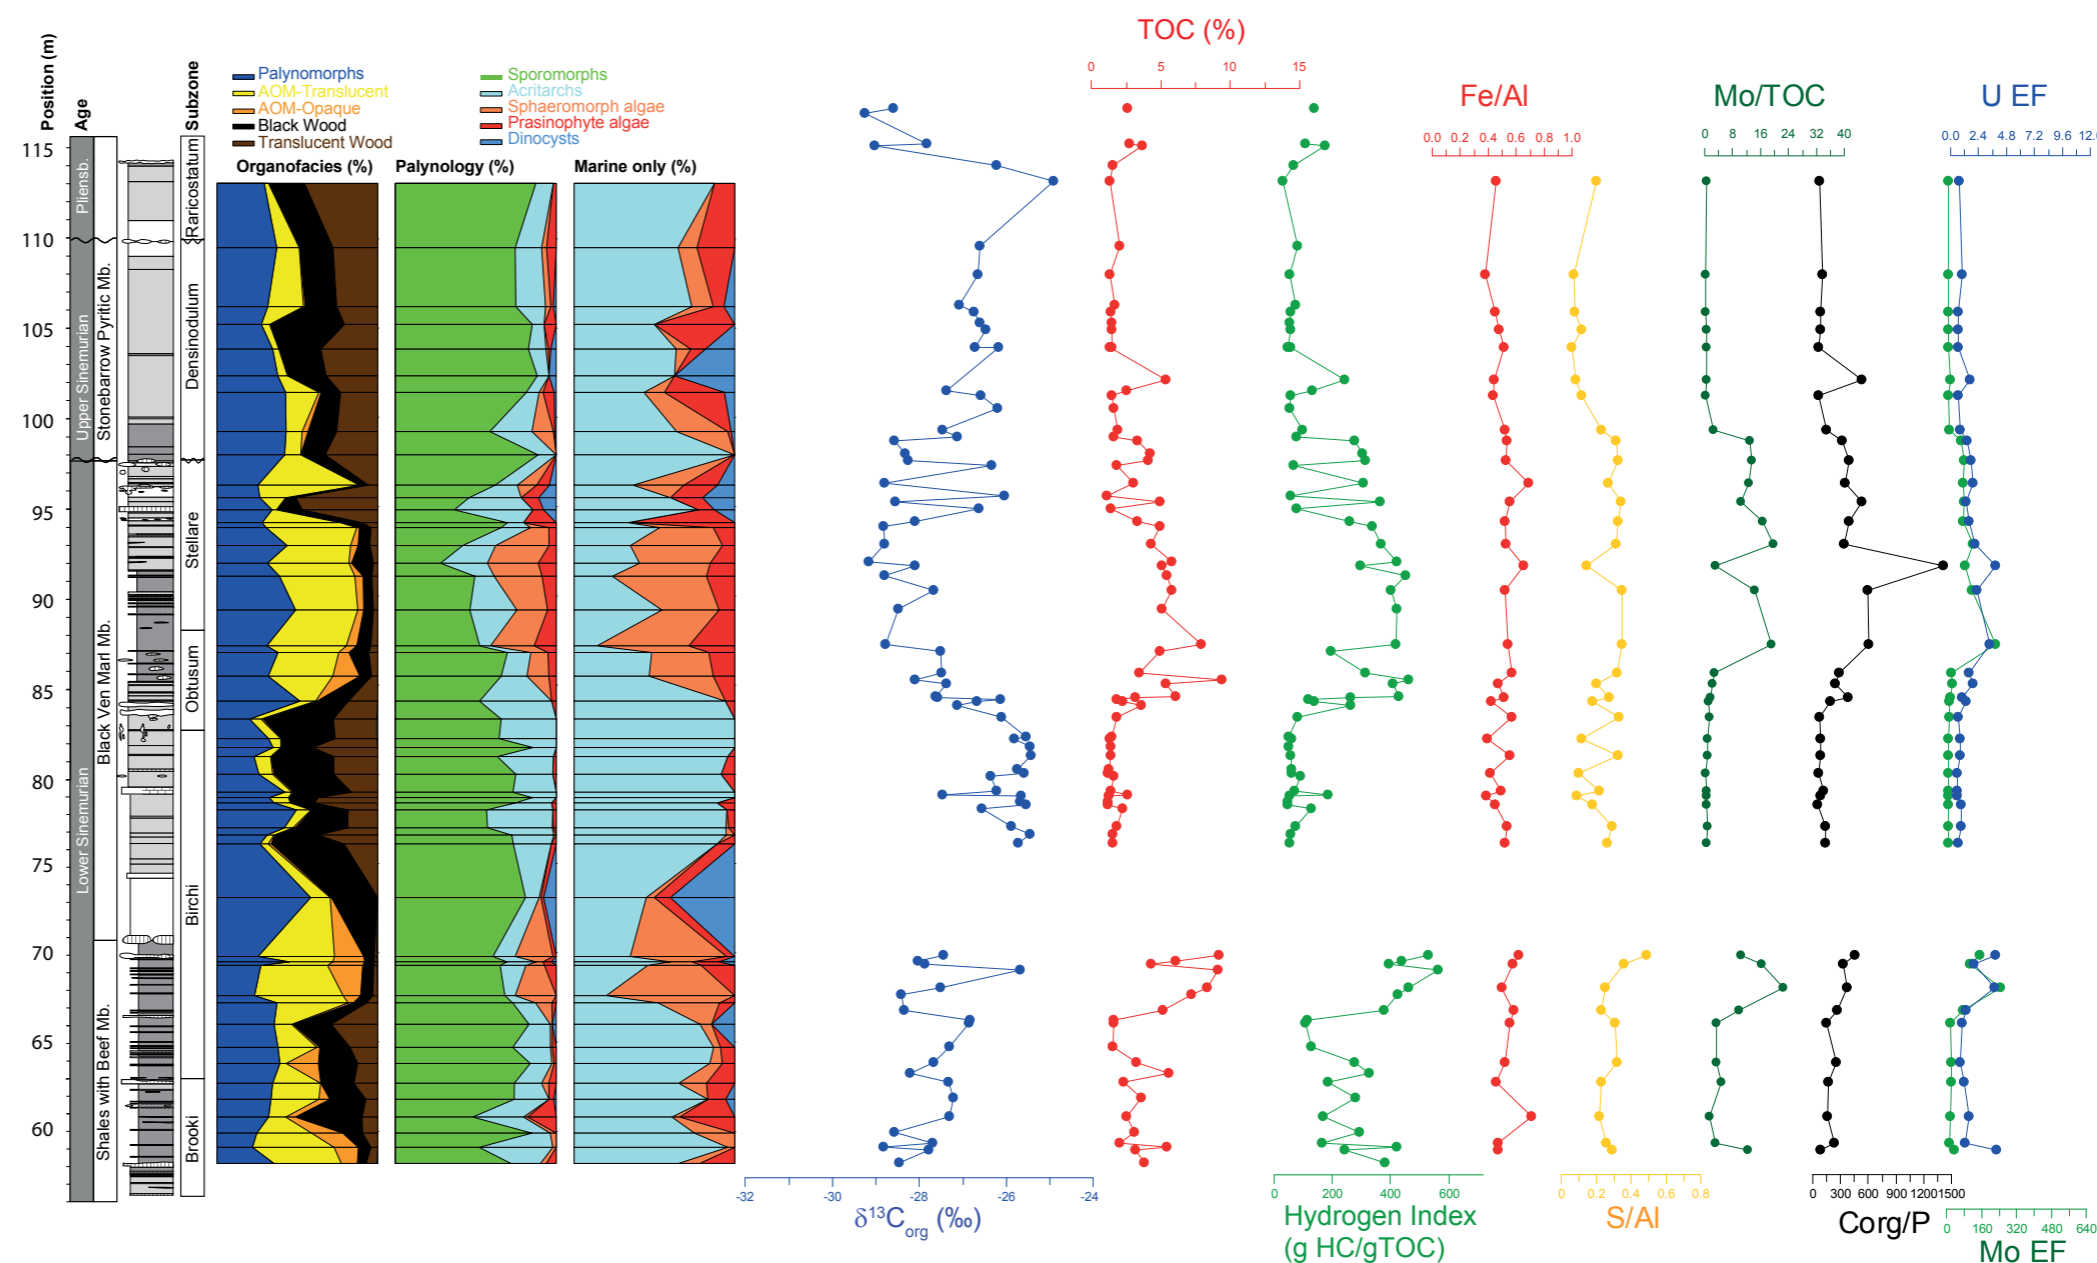 TOC (%)
0 5 10 15
Position (m)
Age
Subzone
Palynomorphs
AOM-Translucent
AOM-Opaque
Black Wood
Translucent Wood
Sporomorphs
Acritarchs
Sphaeromorph algae
Prasinophyte algae
Dinocysts
Organofacies (%)
Palynology (%)
Marine only (%)
Fe/Al
0.0 0.2 0.4 0.6 0.8 1.0
Mo/TOC
0 8 16 24 32 40
U EF
0.0 2.4 4.8 7.2 9.6 12.
115
110
105
100
95
90
85
80
75
70
65
60
Pliensb.
Upper Sinemurian
Lower Sinemurian
Stonebarrow Pyritic Mb.
Black Ven Marl Mb.
Shales with Beef Mb.
Raricostatum
Densinodulum
Stellare
Obtusum
Birchi
Brooki
-32 -30 -28 -26 -24
δ¹³Corg (‰)
0 200 400 600
Hydrogen Index
(g HC/gTOC)
0 0.2 0.4 0.6 0.8
S/Al
0 300 600 900 1200 1500
Corg/P
0 160 320 480 640
Mo EF